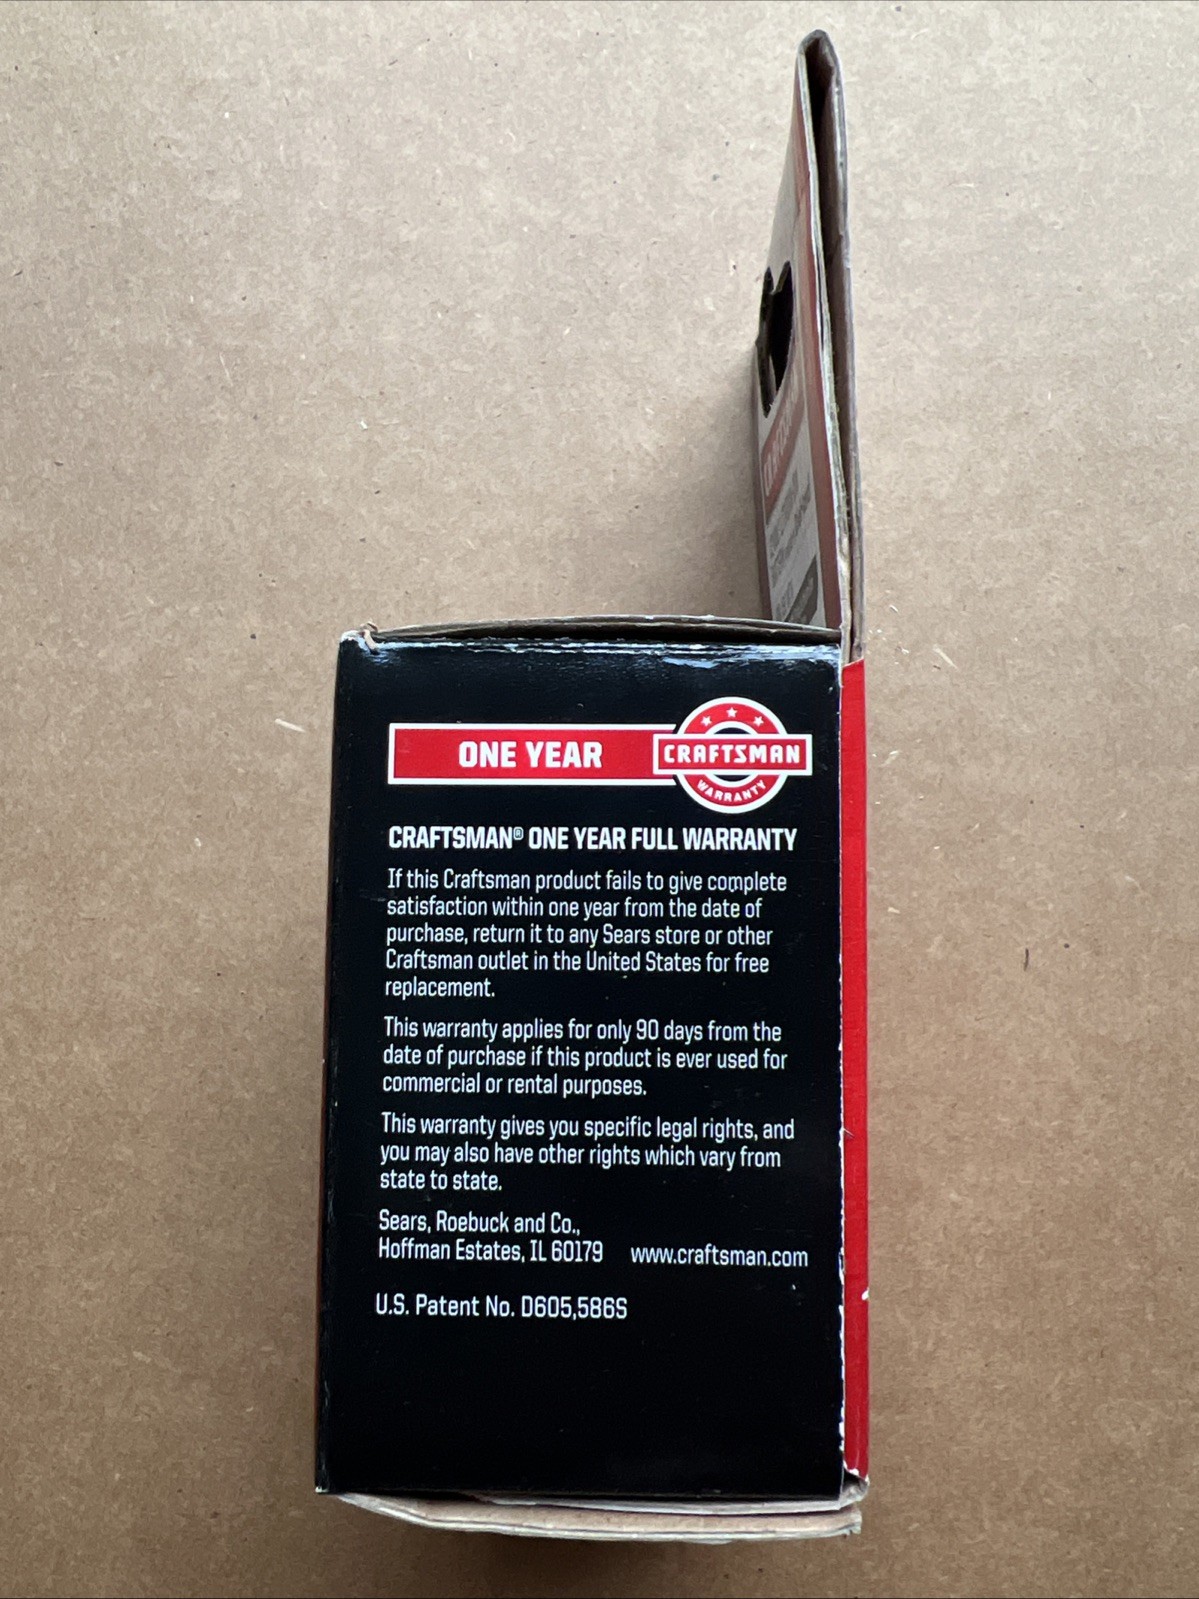 ONE YEAR
CRAFTSMAN
WARRANTY
CRAFTSMAN® ONE YEAR FULL WARRANTY
If this Craftsman product fails to give complete
satisfaction within one year from the date of
purchase, return it to any Sears store or other
Craftsman outlet in the United States for free
replacement.
This warranty applies for only 90 days from the
date of purchase if this product is ever used for
commercial or rental purposes.
This warranty gives you specific legal rights, and
you may also have other rights which vary from
state to state.
Sears, Roebuck and Co.,
Hoffman Estates, IL 60179 www.craftsman.com
U.S. Patent No. D605,586S